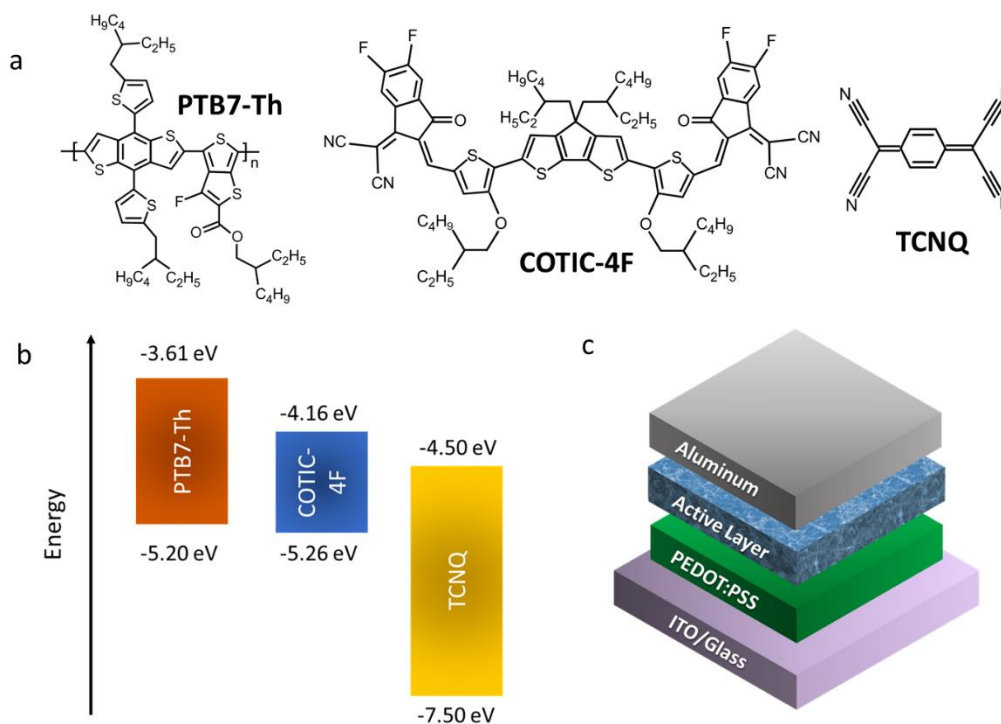 a
PTB7-Th
H₉C₄
C₂H₅
S
S
S
n
F
S
S
O
O
H₉C₄
C₂H₅
C₂H₅
C₄H₉
COTIC-4F
F
F
O
NC
CN
H₉C₄
C₄H₉
H₅C₂
C₂H₅
S
S
S
S
O
O
C₄H₉
C₂H₅
C₄H₉
C₂H₅
F
F
O
CN
CN
TCNQ
N
N
N
N
b
Energy
-3.61 eV
PTB7-Th
-5.20 eV
-4.16 eV
COTIC-
4F
-5.26 eV
-4.50 eV
TCNQ
-7.50 eV
c
Aluminum
Active Layer
PEDOT:PSS
ITO/Glass